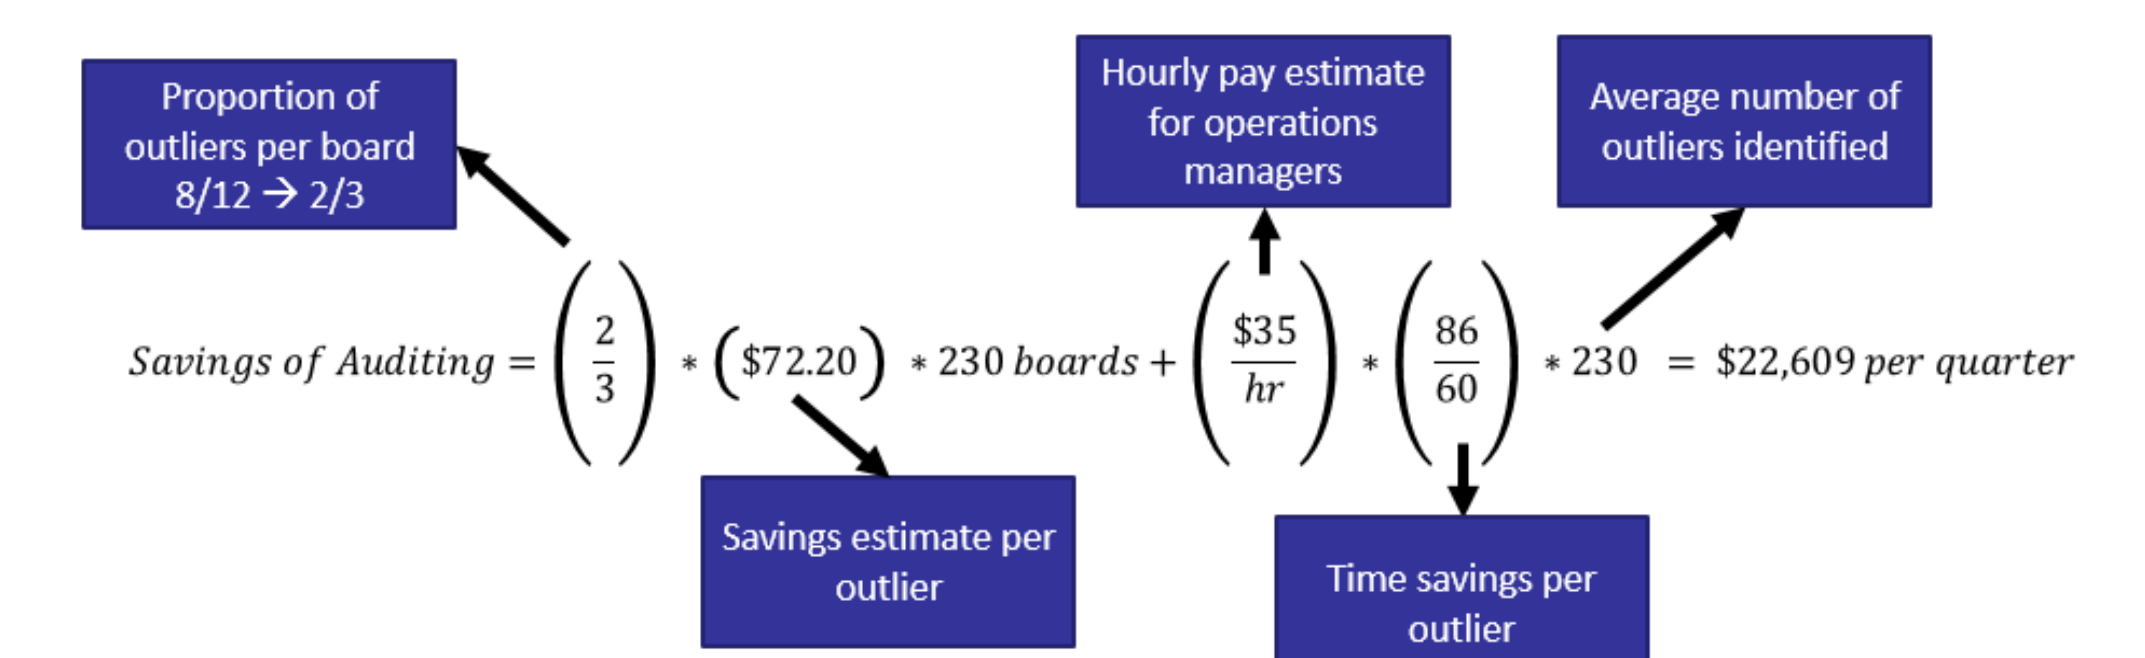 Proportion of
outliers per board
8/12 → 2/3
Hourly pay estimate
for operations
managers
Average number of
outliers identified
Savings of Auditing = (2/3) * ($72.20) * 230 boards + ($35/hr) * (86/60) * 230 = $22,609 per quarter
Savings estimate per
outlier
Time savings per
outlier